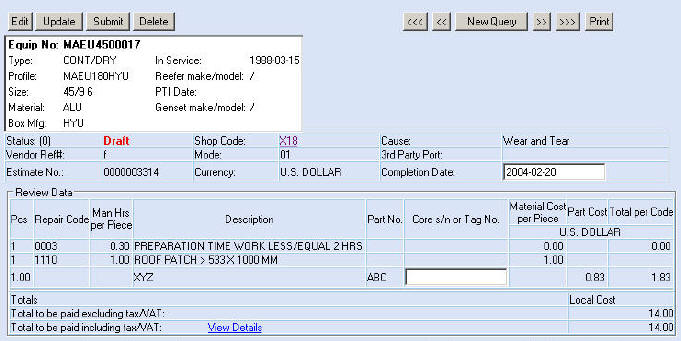 Edit Update Submit Delete <<< << New Query >> >>> Print
Equip No: MAEU4500017
Type: CONT/DRY In Service: 1998-03-15
Profile: MAEU180HYU Reefer make/model: /
Size: 45/9.6 PTI Date:
Material: ALU Genset make/model: /
Box Mfg: HYU
Status: (0) Draft Shop Code: X18 Cause: Wear and Tear
Vendor Ref#: f Mode: 01 3rd Party Port:
Estimate No.: 0000003314 Currency: U.S. DOLLAR Completion Date: 2004-02-20
Review Data
Pcs Repair Code Man Hrs per Piece Description Part No. Core s/n or Tag No. Material Cost per Piece Part Cost Total per Code
U.S. DOLLAR
1 0003 0.30 PREPARATION TIME WORK LESS/EQUAL 2 HRS 0.00 0.00
1 1110 1.00 ROOF PATCH > 533 X 1000 MM 1.00
1.00 XYZ ABC 0.83 1.83
Totals Local Cost
Total to be paid excluding tax/VAT: 14.00
Total to be paid including tax/VAT: View Details 14.00